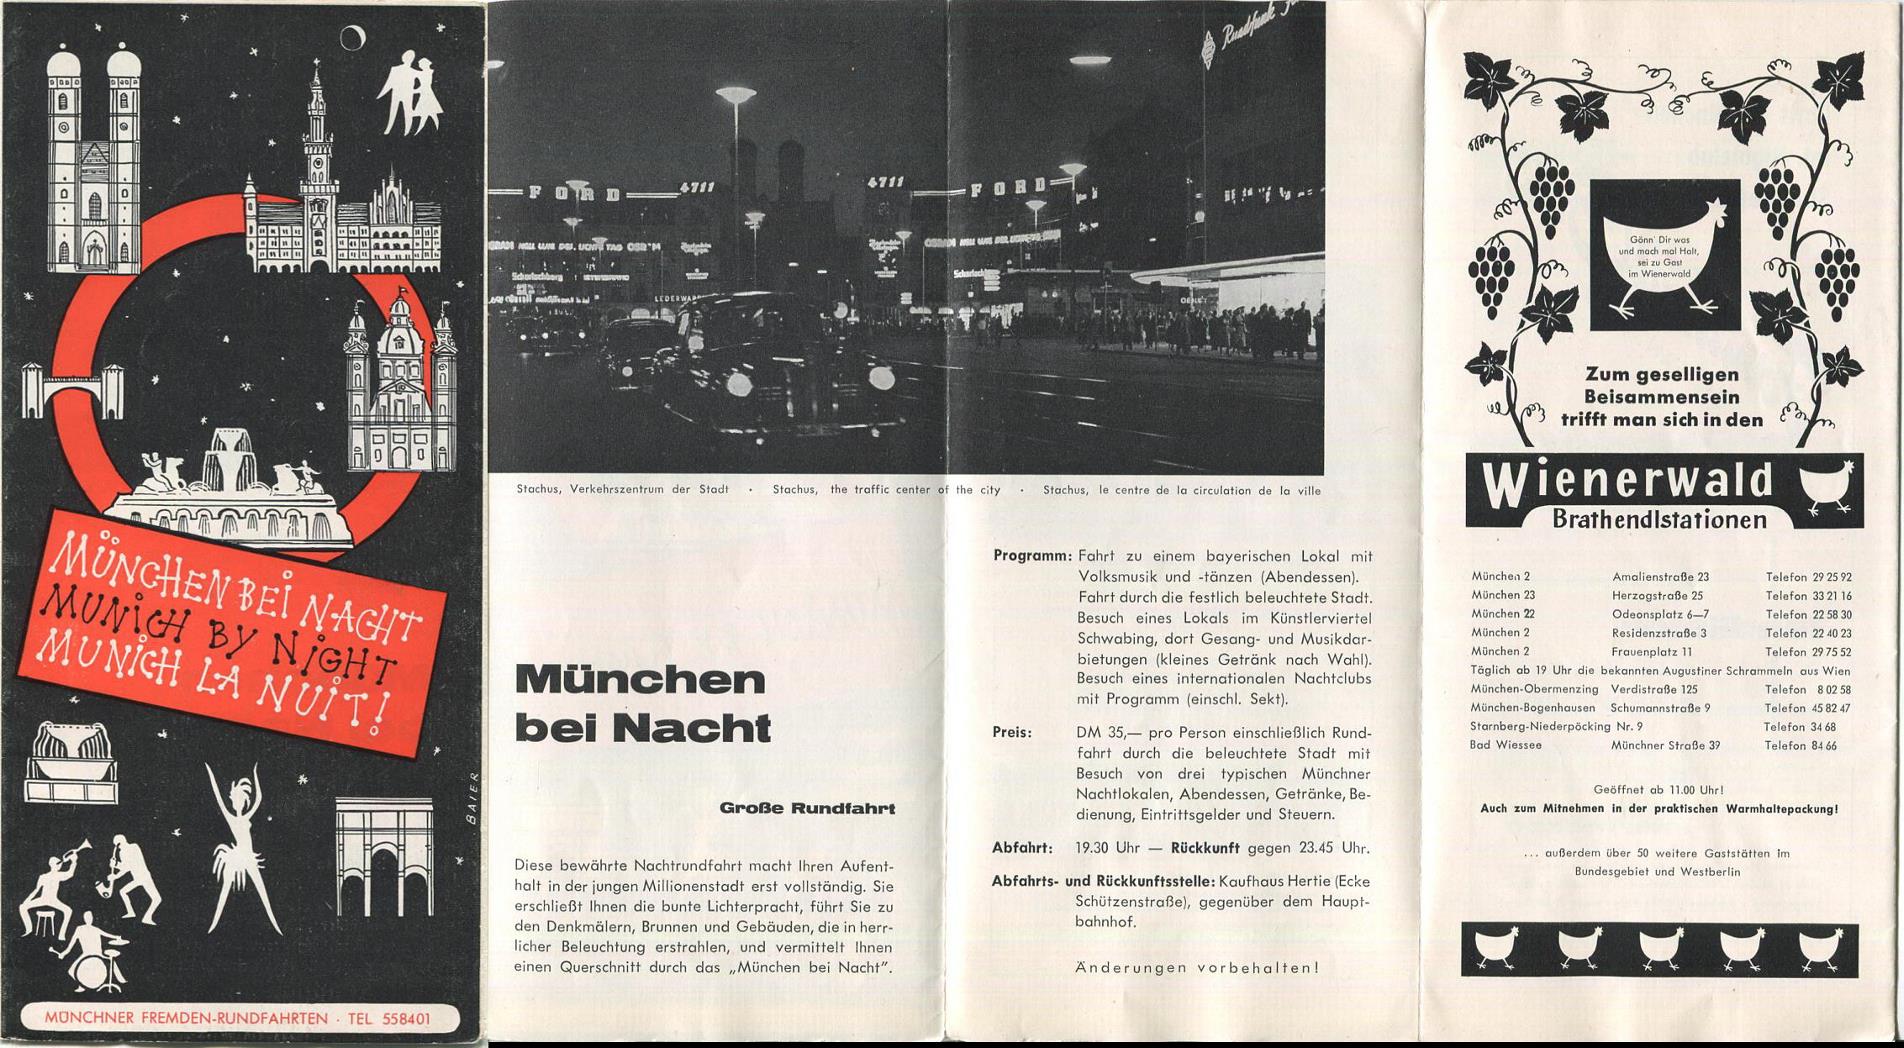 MÜNCHEN BEI NACHT
MUNICH BY NIGHT
MUNICH LA NUIT!
BAIER
MÜNCHNER FREMDEN-RUNDFAHRTEN · TEL 558401
FORD
4711
4711
FORD
Scharlachberg
Scharlachberg
Stachus, Verkehrszentrum der Stadt · Stachus, the traffic center of the city · Stachus, le centre de la circulation de la ville
München
bei Nacht
Große Rundfahrt
Diese bewährte Nachtrundfahrt macht Ihren Aufent-
halt in der jungen Millionenstadt erst vollständig. Sie
erschließt Ihnen die bunte Lichterpracht, führt Sie zu
den Denkmälern, Brunnen und Gebäuden, die in herr-
licher Beleuchtung erstrahlen, und vermittelt Ihnen
einen Querschnitt durch das „München bei Nacht”.
Programm: Fahrt zu einem bayerischen Lokal mit
Volksmusik und -tänzen (Abendessen).
Fahrt durch die festlich beleuchtete Stadt.
Besuch eines Lokals im Künstlerviertel
Schwabing, dort Gesang- und Musikdar-
bietungen (kleines Getränk nach Wahl).
Besuch eines internationalen Nachtclubs
mit Programm (einschl. Sekt).
Preis: DM 35,— pro Person einschließlich Rund-
fahrt durch die beleuchtete Stadt mit
Besuch von drei typischen Münchner
Nachtlokalen, Abendessen, Getränke, Be-
dienung, Eintrittsgelder und Steuern.
Abfahrt: 19.30 Uhr — Rückkunft gegen 23.45 Uhr.
Abfahrts- und Rückkunftsstelle: Kaufhaus Hertie (Ecke
Schützenstraße), gegenüber dem Haupt-
bahnhof.
Änderungen vorbehalten!
Gönn' Dir was
und mach mal Halt,
sei zu Gast
im Wienerwald
Zum geselligen
Beisammensein
trifft man sich in den
Wienerwald
Brathendlstationen
München 2 Amalienstraße 23 Telefon 29 25 92
München 23 Herzogstraße 25 Telefon 33 21 16
München 22 Odeonsplatz 6—7 Telefon 22 58 30
München 2 Residenzstraße 3 Telefon 22 40 23
München 2 Frauenplatz 11 Telefon 29 75 52
Täglich ab 19 Uhr die bekannten Augustiner Schrammeln aus Wien
München-Obermenzing Verdistraße 125 Telefon 8 02 58
München-Bogenhausen Schumannstraße 9 Telefon 45 82 47
Starnberg-Niederpöcking Nr. 9 Telefon 34 68
Bad Wiessee Münchner Straße 39 Telefon 84 66
Geöffnet ab 11.00 Uhr!
Auch zum Mitnehmen in der praktischen Warmhaltepackung!
... außerdem über 50 weitere Gaststätten im
Bundesgebiet und Westberlin